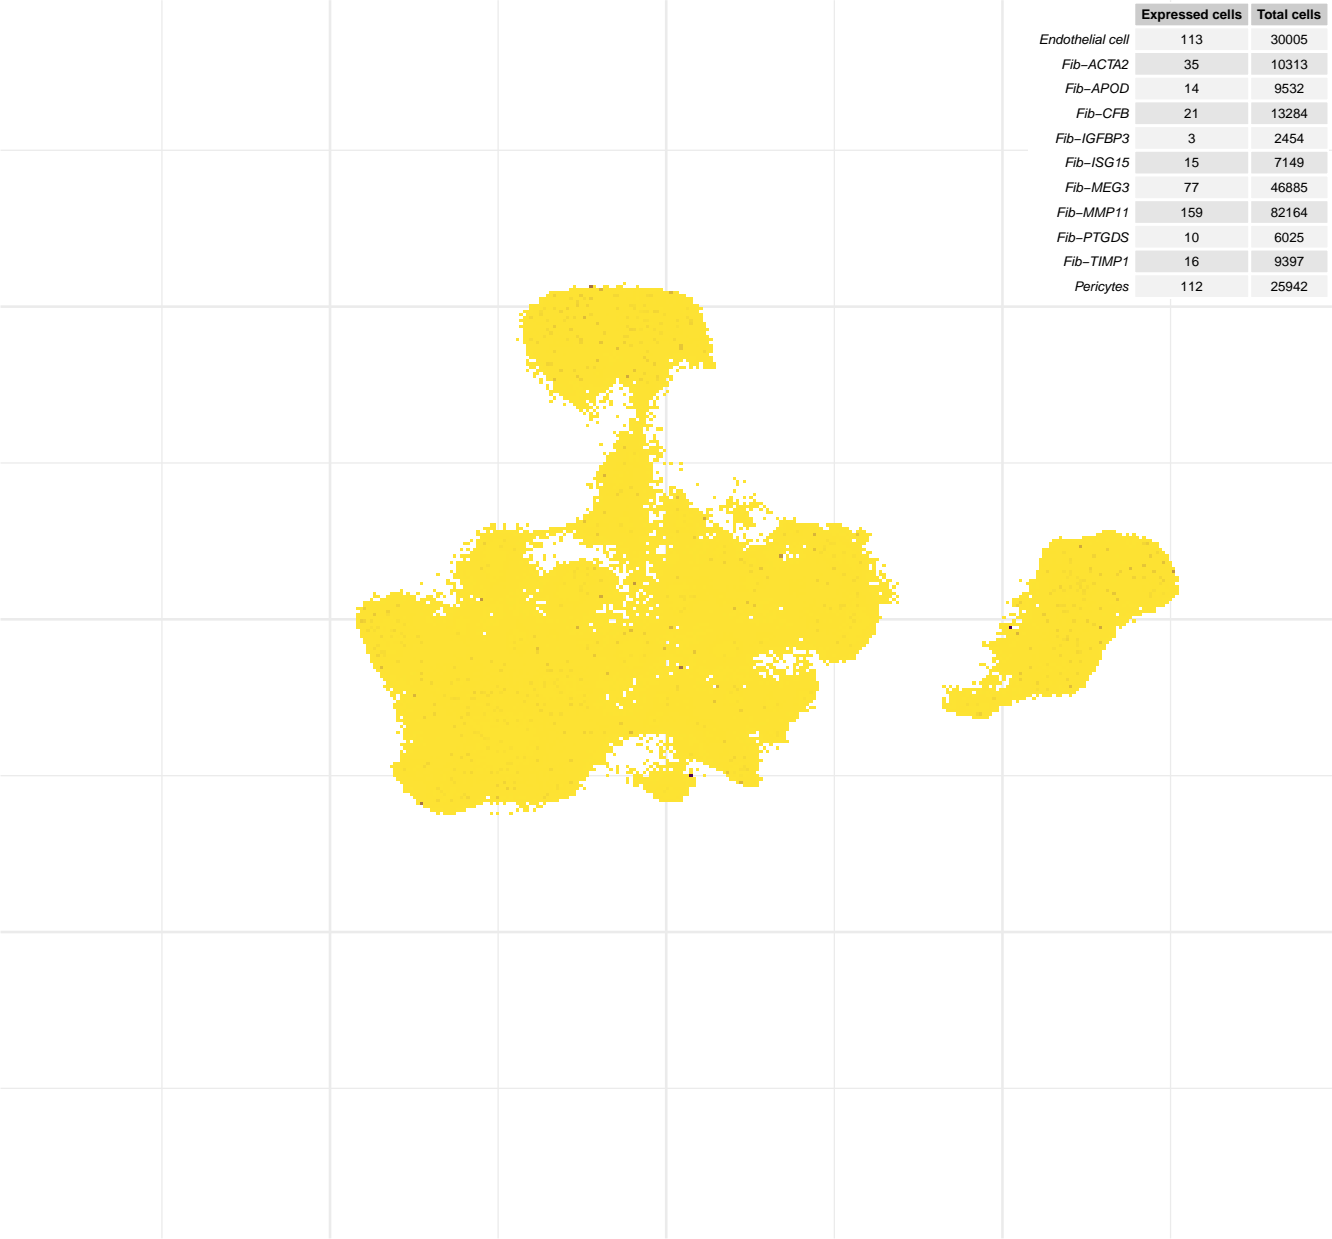 Expressed cells Total cells
Endothelial cell 113 30005
Fib−ACTA2 35 10313
Fib−APOD 14 9532
Fib−CFB 21 13284
Fib−IGFBP3 3 2454
Fib−ISG15 15 7149
Fib−MEG3 77 46885
Fib−MMP11 159 82164
Fib−PTGDS 10 6025
Fib−TIMP1 16 9397
Pericytes 112 25942